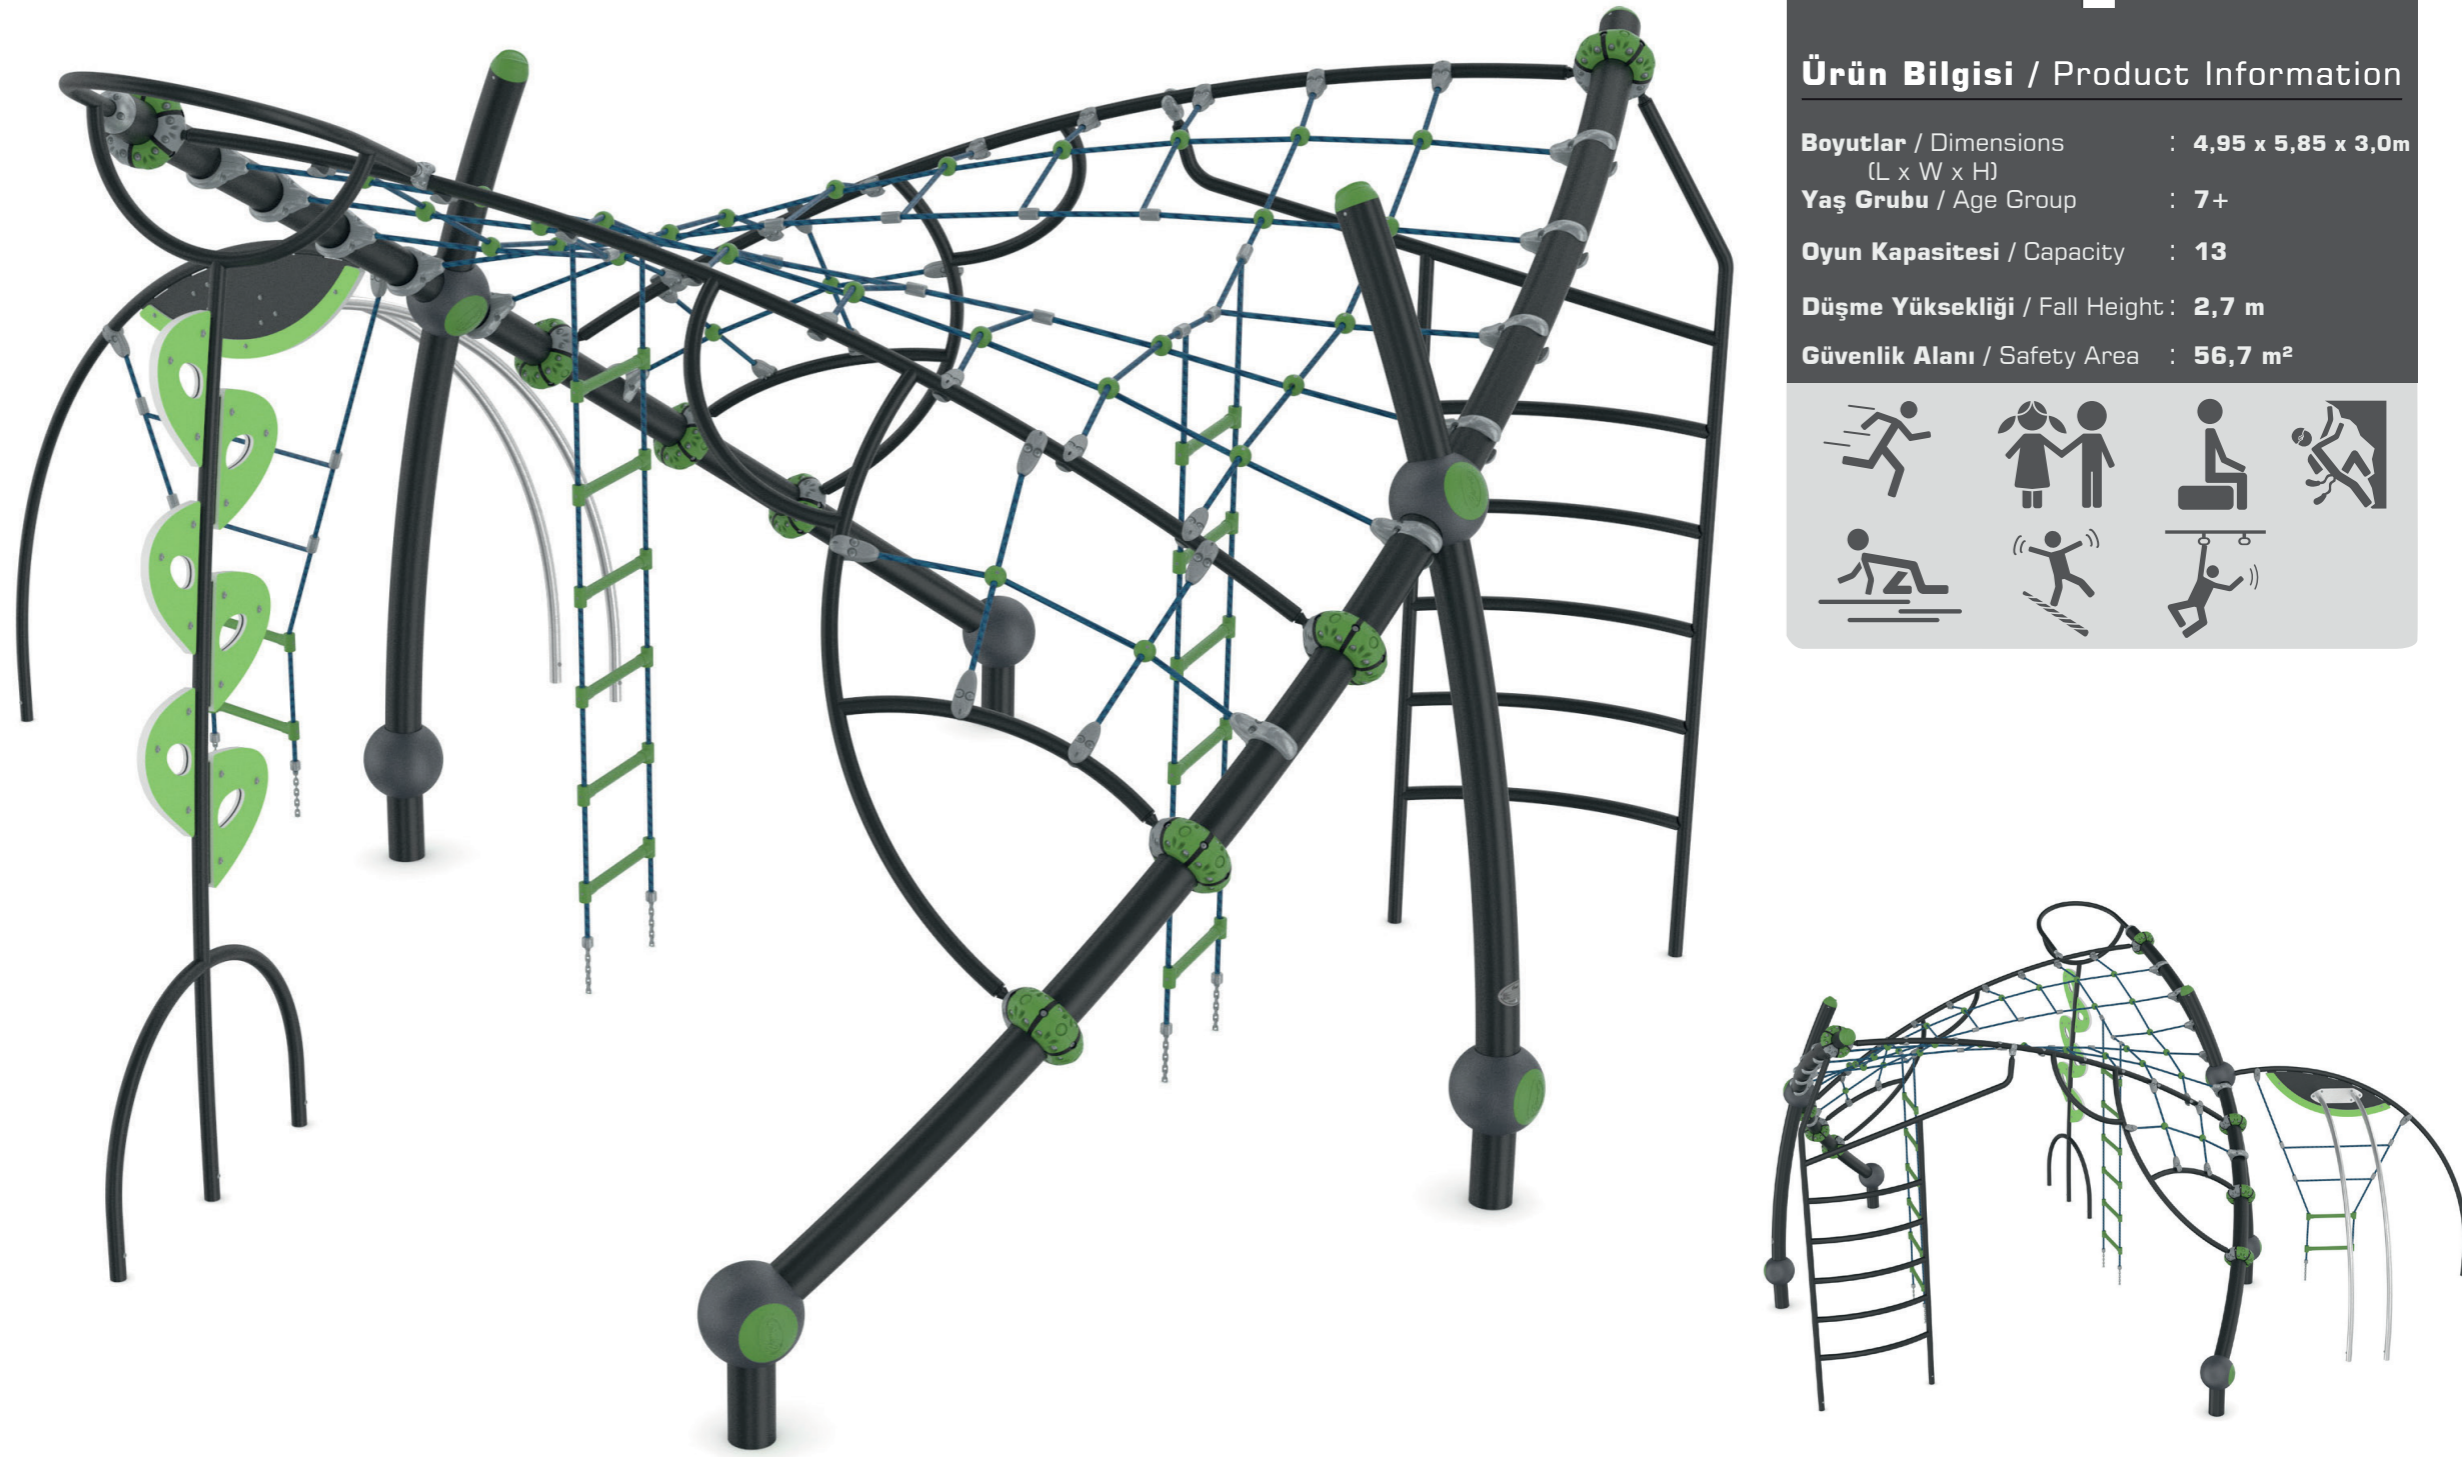 Ürün Bilgisi / Product Information
Boyutlar / Dimensions : 4,95 x 5,85 x 3,0m
(L x W x H)
Yaş Grubu / Age Group : 7+
Oyun Kapasitesi / Capacity : 13
Düşme Yüksekliği / Fall Height : 2,7 m
Güvenlik Alanı / Safety Area : 56,7 m²